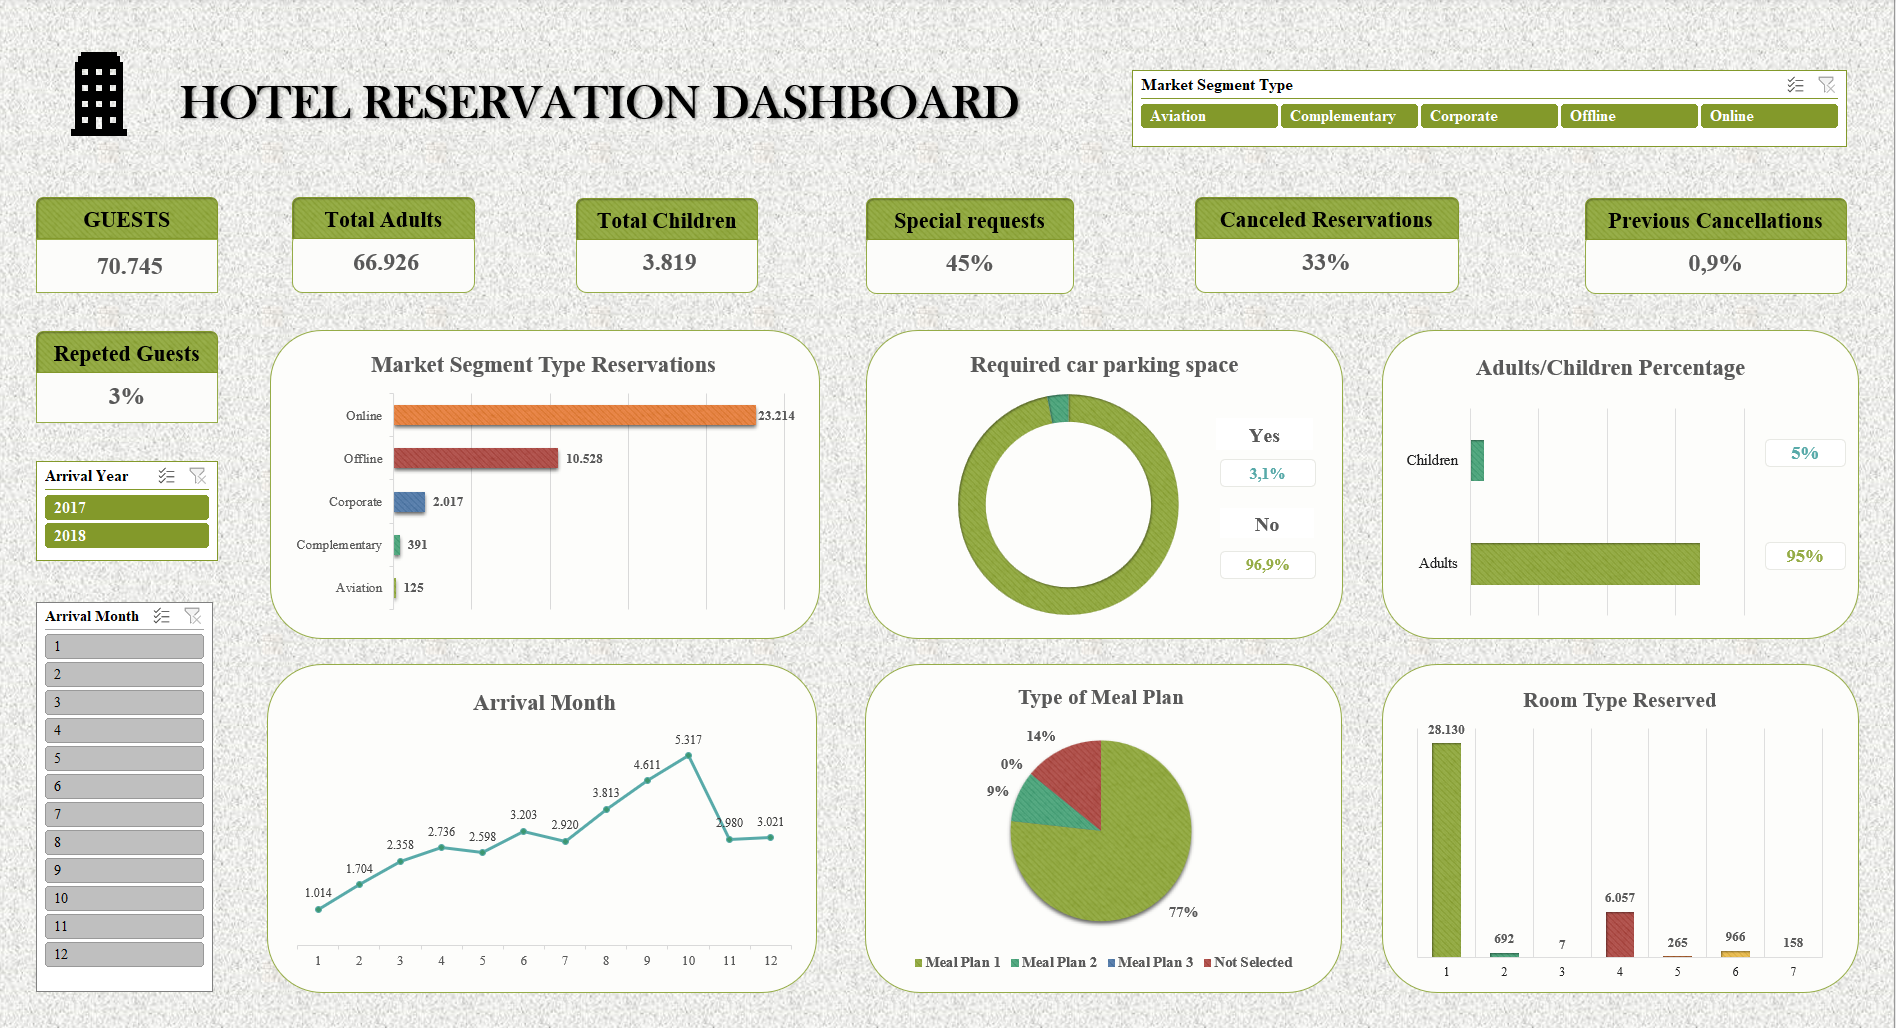 HOTEL RESERVATION DASHBOARD
Market Segment Type
Aviation Complementary Corporate Offline Online
GUESTS
70.745
Total Adults
66.926
Total Children
3.819
Special requests
45%
Canceled Reservations
33%
Previous Cancellations
0,9%
Repeted Guests
3%
Arrival Year
2017
2018
Arrival Month
1
2
3
4
5
6
7
8
9
10
11
12
Market Segment Type Reservations
Online 23.214
Offline 10.528
Corporate 2.017
Complementary 391
Aviation 125
Required car parking space
Yes
3,1%
No
96,9%
Adults/Children Percentage
Children 5%
Adults 95%
Arrival Month
1.014 1.704 2.358 2.736 2.598 3.203 2.920 3.813 4.611 5.317 2.980 3.021
1 2 3 4 5 6 7 8 9 10 11 12
Type of Meal Plan
14%
0%
9%
77%
Meal Plan 1 Meal Plan 2 Meal Plan 3 Not Selected
Room Type Reserved
28.130 692 7 6.057 265 966 158
1 2 3 4 5 6 7